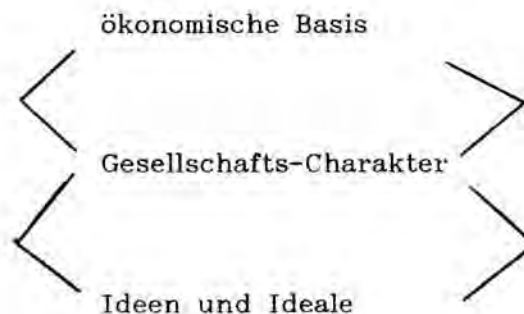 ökonomische Basis
Gesellschafts-Charakter
Ideen und Ideale